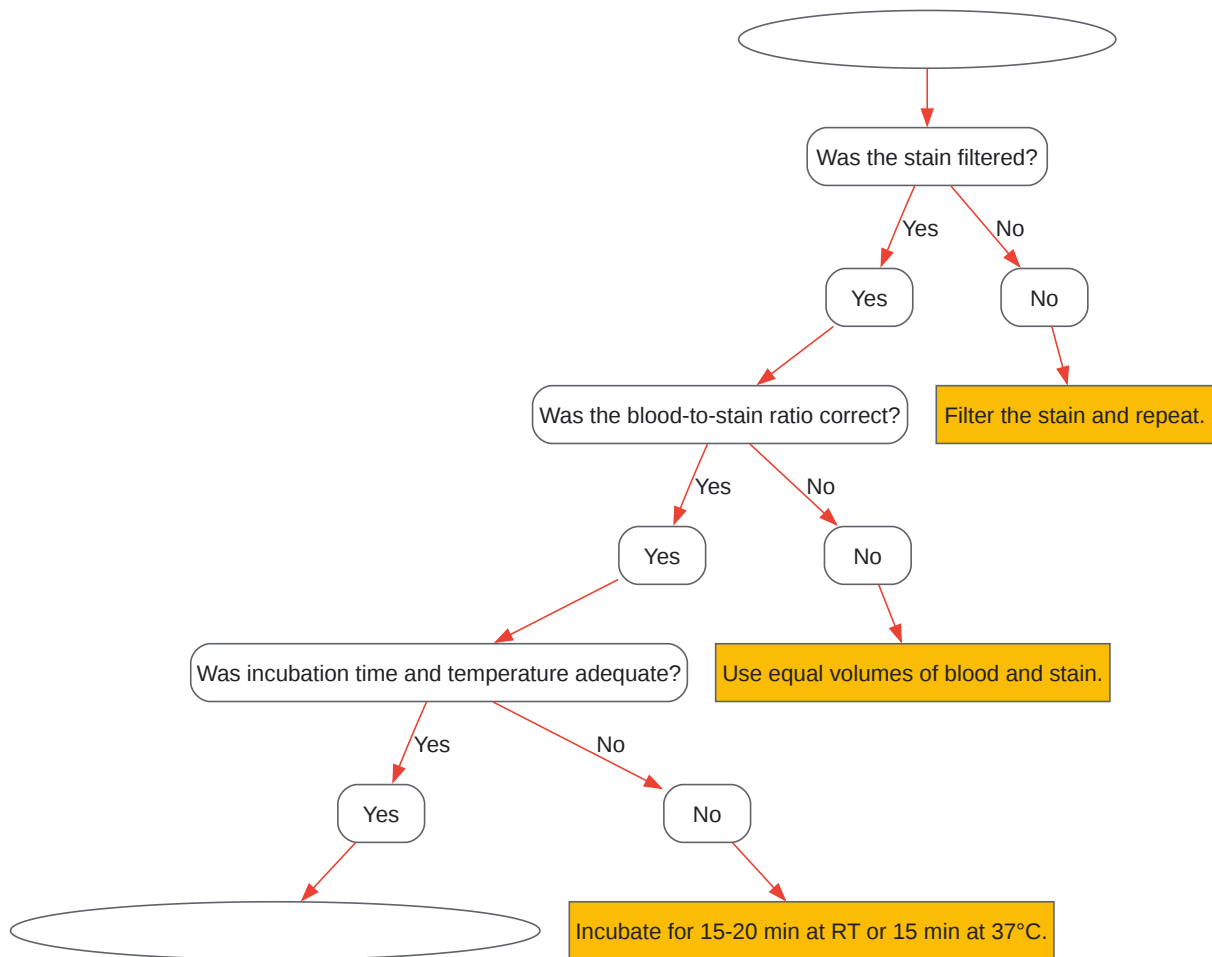 Was the stain filtered?
Yes
No
Yes
No
Was the blood-to-stain ratio correct?
Filter the stain and repeat.
Yes
No
Yes
No
Was incubation time and temperature adequate?
Use equal volumes of blood and stain.
Yes
No
Yes
No
Incubate for 15-20 min at RT or 15 min at 37°C.